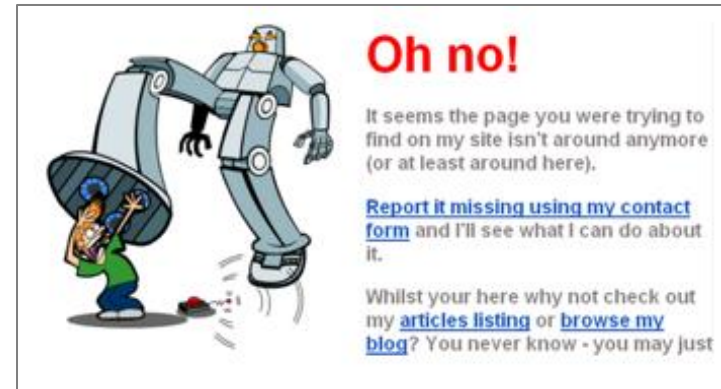 Oh no!
It seems the page you were trying to
find on my site isn't around anymore
(or at least around here).
Report it missing using my contact
form and I'll see what I can do about
it.
Whilst your here why not check out
my articles listing or browse my
blog? You never know - you may just